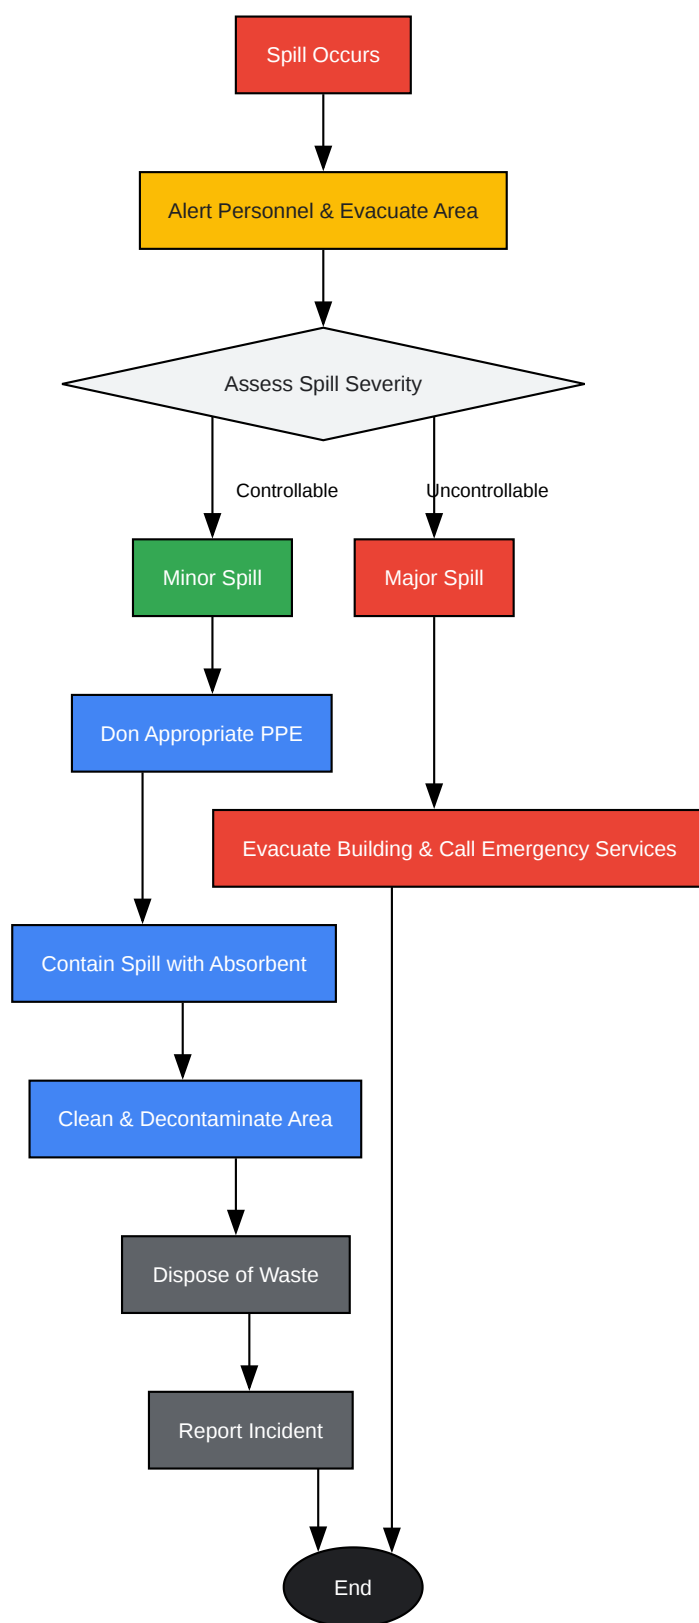 Spill Occurs
Alert Personnel & Evacuate Area
Assess Spill Severity
Controllable
Uncontrollable
Minor Spill
Major Spill
Don Appropriate PPE
Evacuate Building & Call Emergency Services
Contain Spill with Absorbent
Clean & Decontaminate Area
Dispose of Waste
Report Incident
End